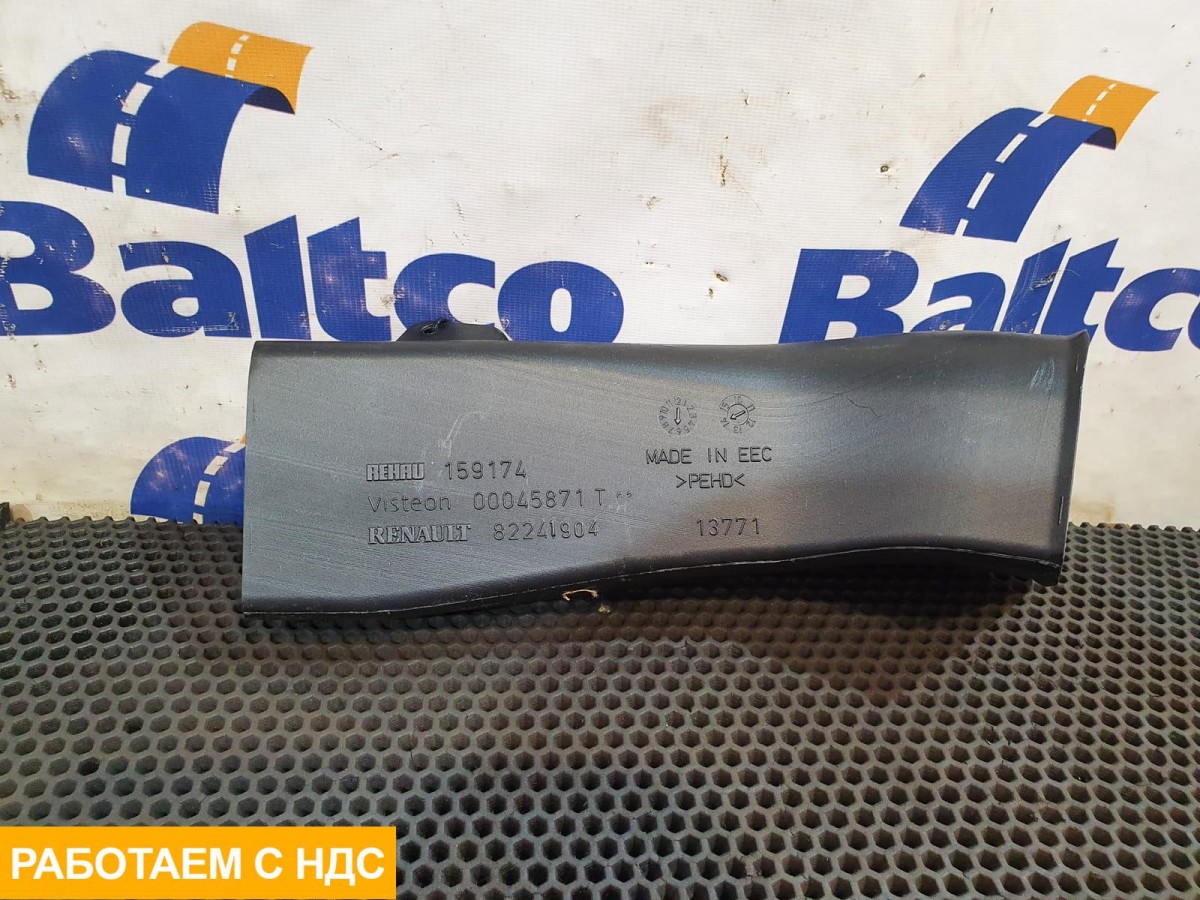 Baltco
Baltco
REHAU 159174
Visteon 00045871 T
RENAULT 82241904
MADE IN EEC
>PEHD<
13771
РАБОТАЕМ С НДС